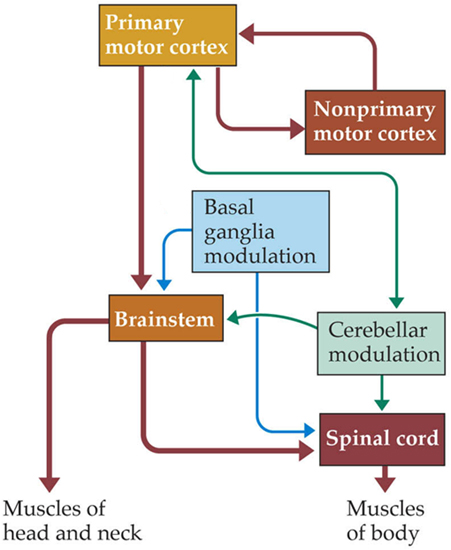 Primary
motor cortex
Nonprimary
motor cortex
Basal
ganglia
modulation
Brainstem
Cerebellar
modulation
Spinal cord
Muscles of
head and neck
Muscles
of body